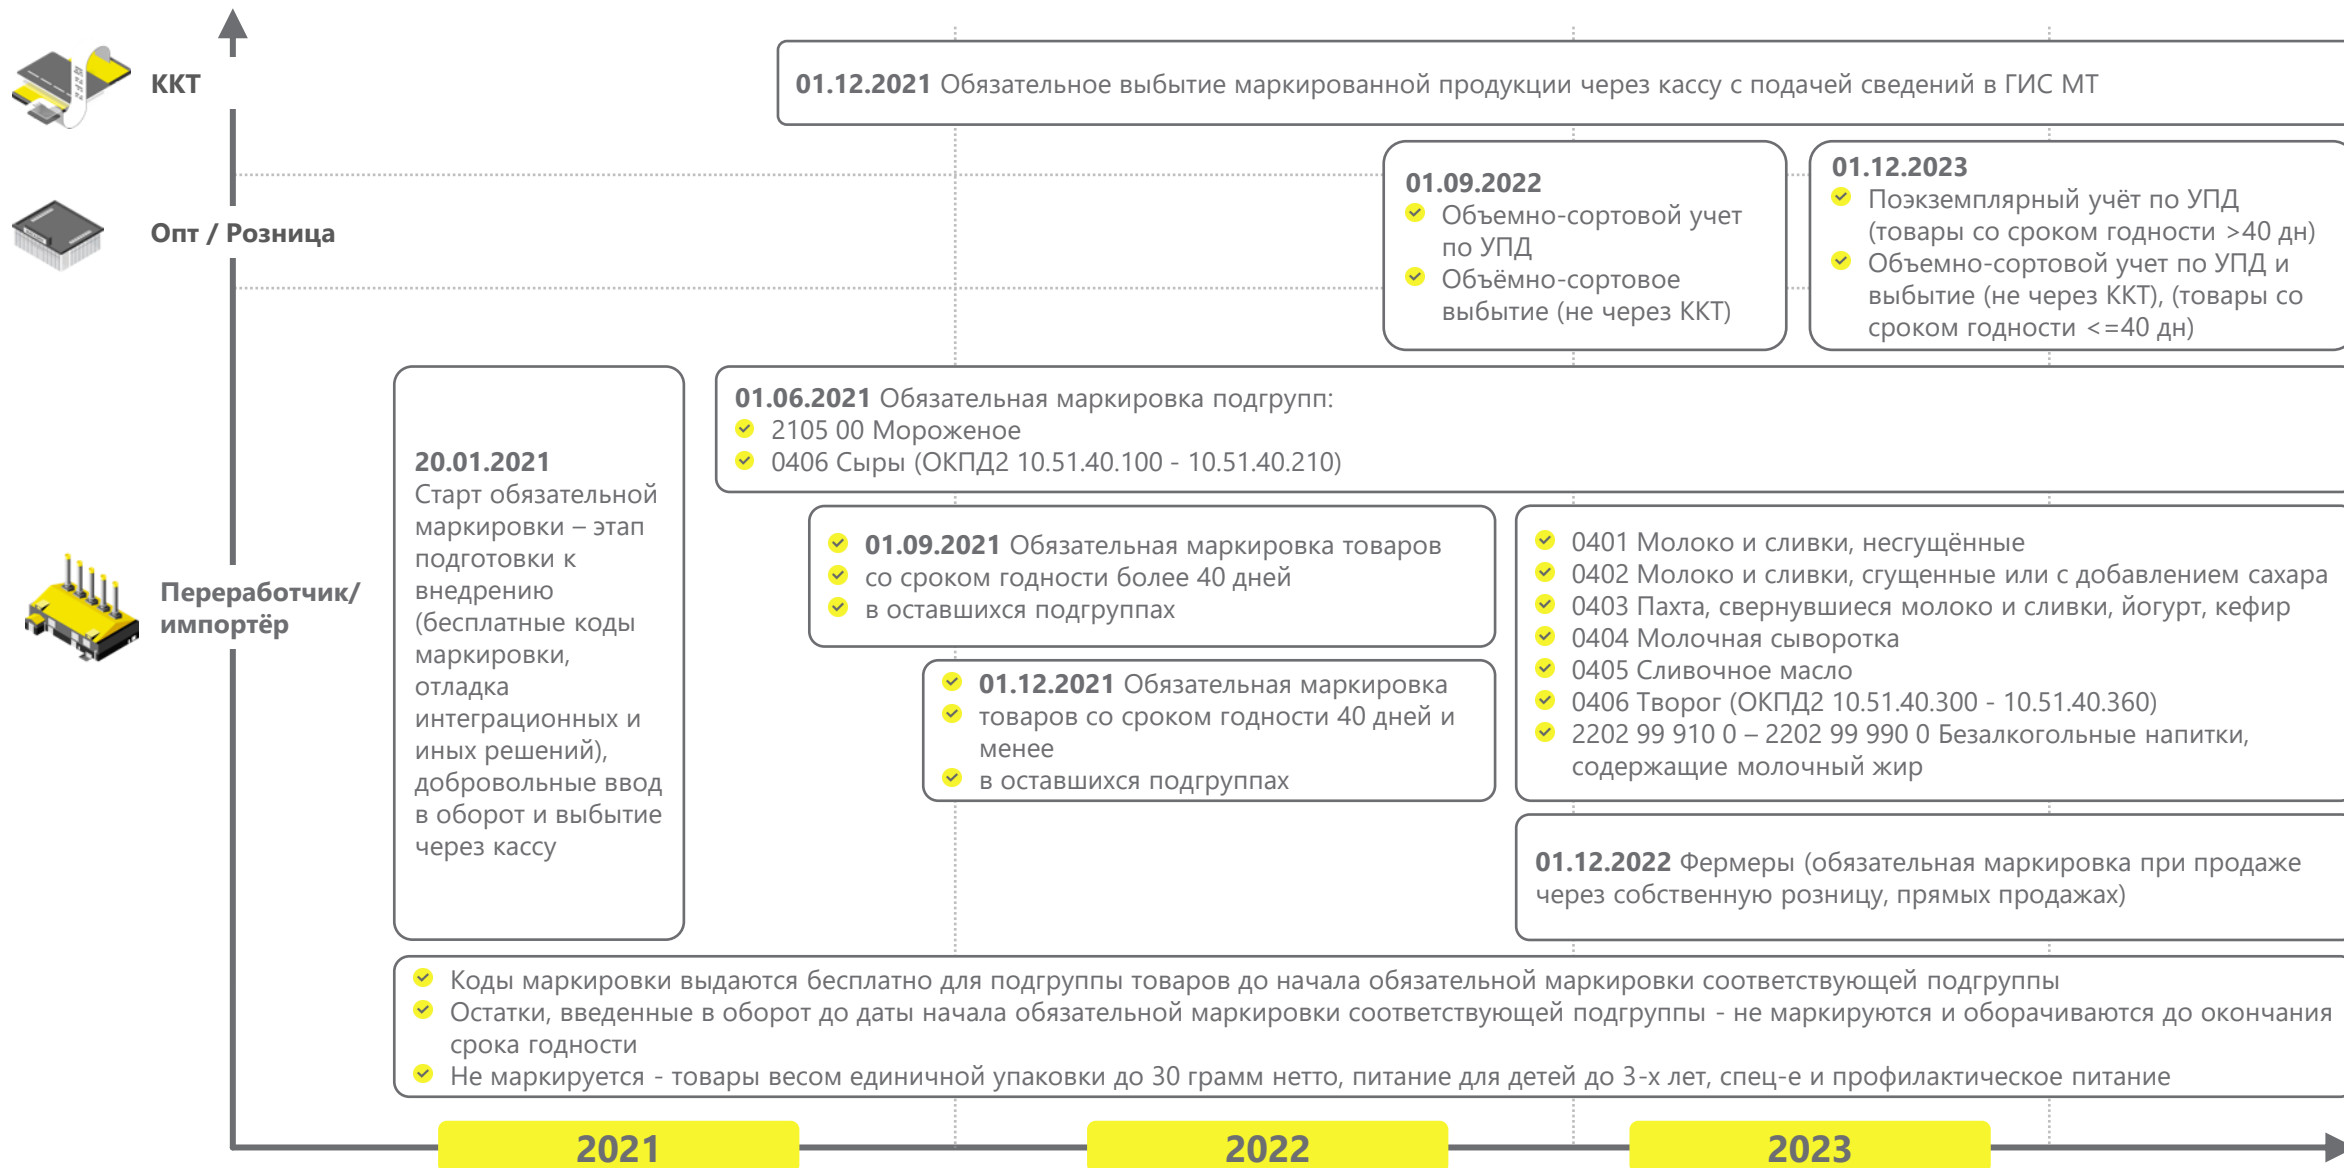 ККТ
01.12.2021 Обязательное выбытие маркированной продукции через кассу с подачей сведений в ГИС МТ
Опт / Розница
01.09.2022
Объемно-сортовой учет
по УПД
Объёмно-сортовое
выбытие (не через ККТ)
01.12.2023
Поэкземплярный учёт по УПД
(товары со сроком годности >40 дн)
Объемно-сортовой учет по УПД и
выбытие (не через ККТ), (товары со
сроком годности <=40 дн)
Переработчик/
импортёр
20.01.2021
Старт обязательной
маркировки – этап
подготовки к
внедрению
(бесплатные коды
маркировки,
отладка
интеграционных и
иных решений),
добровольные ввод
в оборот и выбытие
через кассу
01.06.2021 Обязательная маркировка подгрупп:
2105 00 Мороженое
0406 Сыры (ОКПД2 10.51.40.100 - 10.51.40.210)
01.09.2021 Обязательная маркировка товаров
со сроком годности более 40 дней
в оставшихся подгруппах
01.12.2021 Обязательная маркировка
товаров со сроком годности 40 дней и
менее
в оставшихся подгруппах
0401 Молоко и сливки, несгущённые
0402 Молоко и сливки, сгущенные или с добавлением сахара
0403 Пахта, свернувшиеся молоко и сливки, йогурт, кефир
0404 Молочная сыворотка
0405 Сливочное масло
0406 Творог (ОКПД2 10.51.40.300 - 10.51.40.360)
2202 99 910 0 – 2202 99 990 0 Безалкогольные напитки,
содержащие молочный жир
01.12.2022 Фермеры (обязательная маркировка при продаже
через собственную розницу, прямых продажах)
Коды маркировки выдаются бесплатно для подгруппы товаров до начала обязательной маркировки соответствующей подгруппы
Остатки, введенные в оборот до даты начала обязательной маркировки соответствующей подгруппы - не маркируются и оборачиваются до окончания
срока годности
Не маркируется - товары весом единичной упаковки до 30 грамм нетто, питание для детей до 3-х лет, спец-е и профилактическое питание
2021
2022
2023